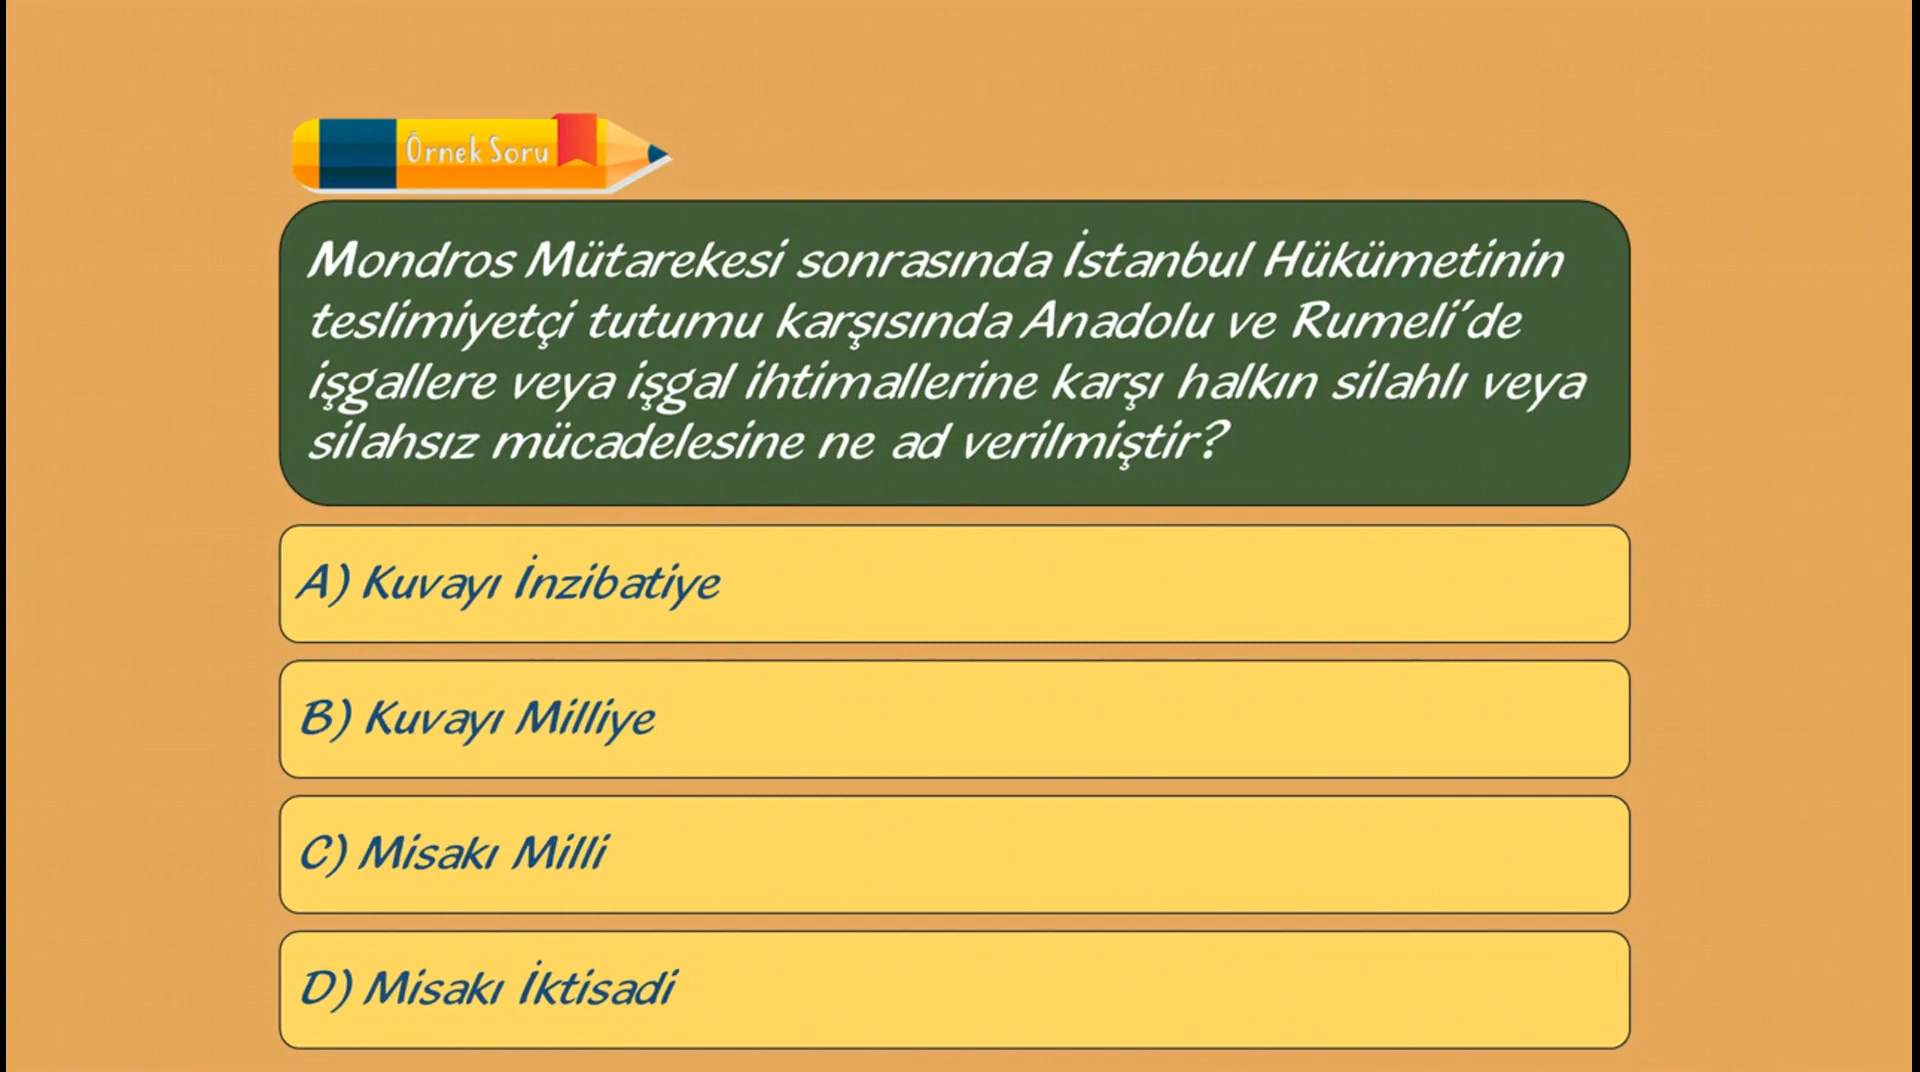 Örnek Soru
Mondros Mütarekesi sonrasında İstanbul Hükümetinin
teslimiyetçi tutumu karşısında Anadolu ve Rumeli’de
işgallere veya işgal ihtimallerine karşı halkın silahlı veya
silahsız mücadelesine ne ad verilmiştir?
A) Kuvayı İnzibatiye
B) Kuvayı Milliye
C) Misakı Milli
D) Misakı İktisadi